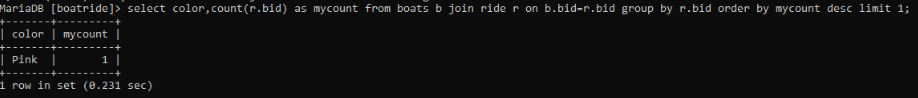 MariaDB [boatride]> select color,count(r.bid) as mycount from boats b join ride r on b.bid=r.bid group by r.bid order by mycount desc limit 1;
+-------+---------+
| color | mycount |
+-------+---------+
| Pink  |       1 |
+-------+---------+
1 row in set (0.231 sec)